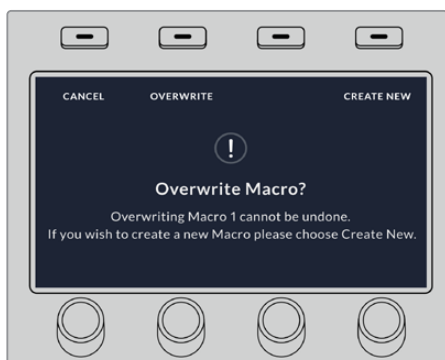 CANCEL OVERWRITE CREATE NEW
!
Overwrite Macro?
Overwriting Macro 1 cannot be undone.
If you wish to create a new Macro please choose Create New.